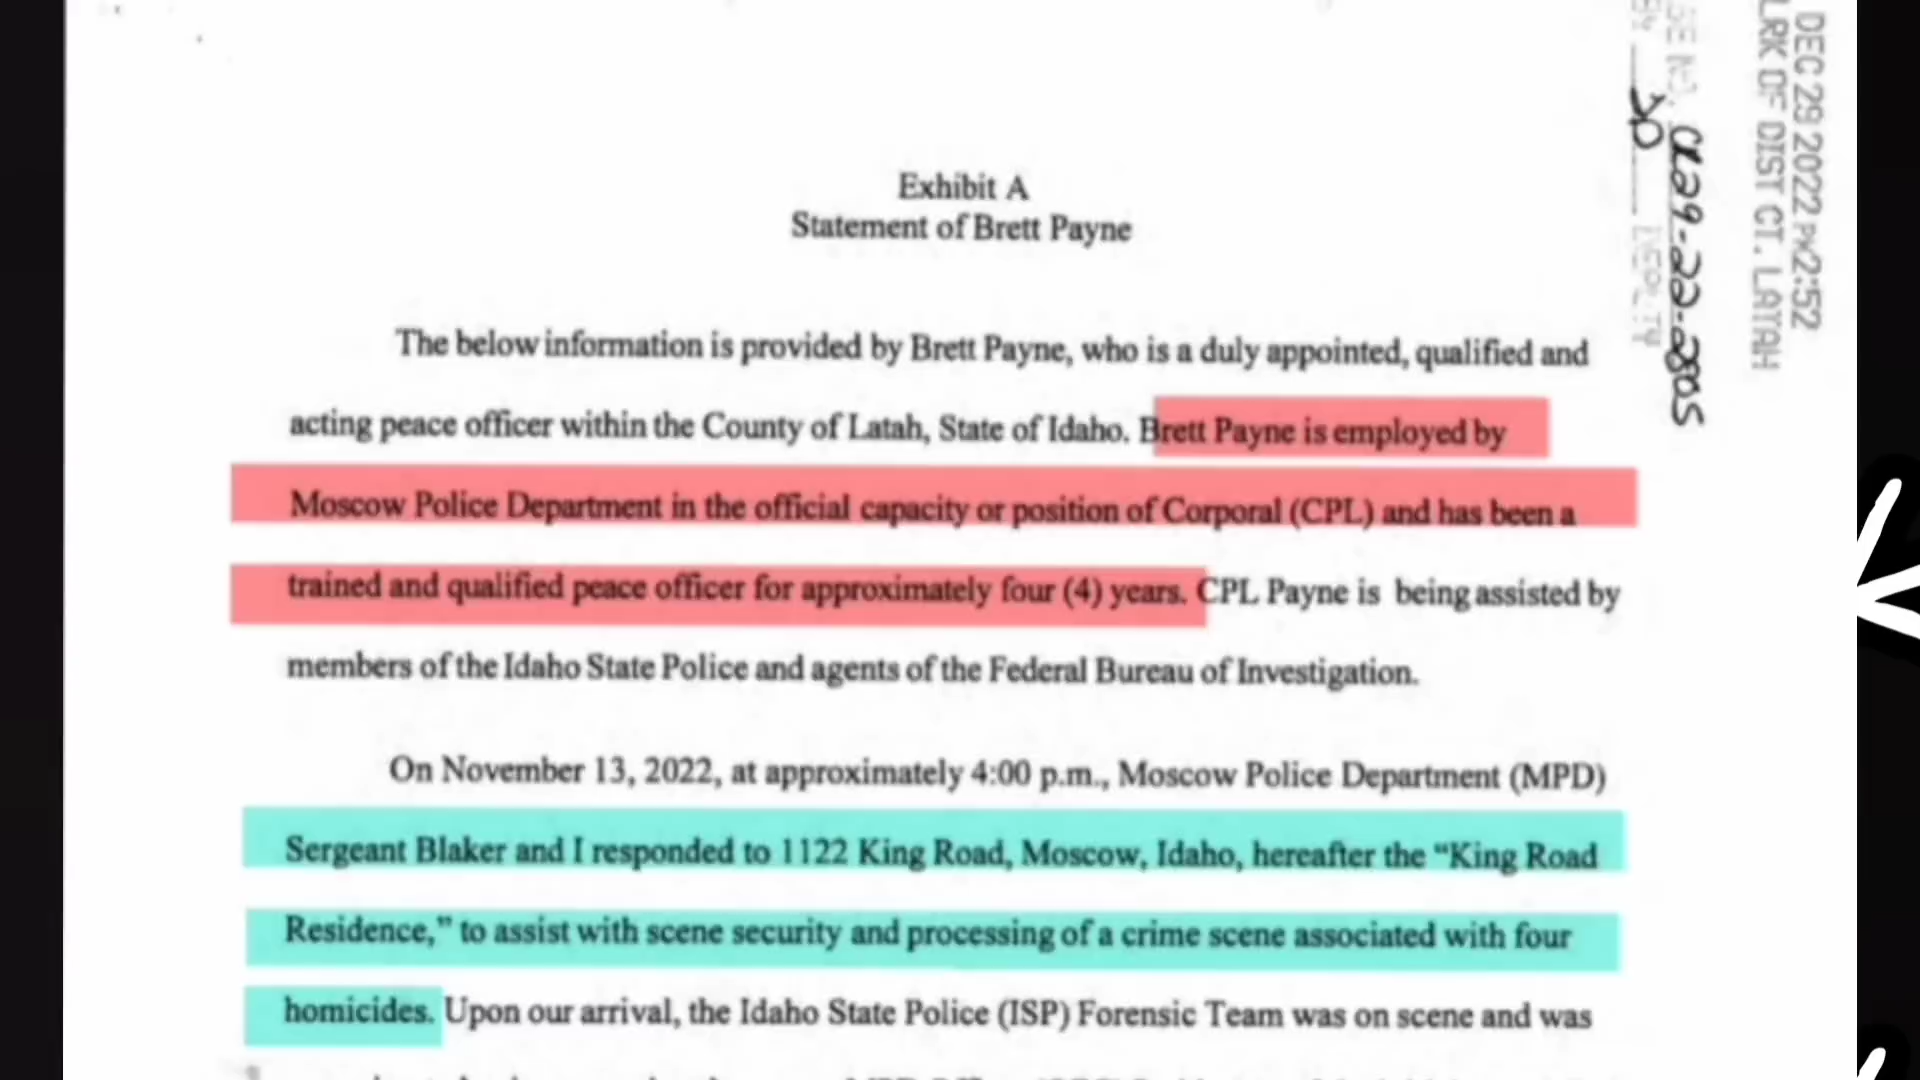 Exhibit A
Statement of Brett Payne
The below information is provided by Brett Payne, who is a duly appointed, qualified and
acting peace officer within the County of Latah, State of Idaho. Brett Payne is employed by
Moscow Police Department in the official capacity or position of Corporal (CPL) and has been a
trained and qualified peace officer for approximately four (4) years. CPL Payne is being assisted by
members of the Idaho State Police and agents of the Federal Bureau of Investigation.
On November 13, 2022, at approximately 4:00 p.m., Moscow Police Department (MPD)
Sergeant Blaker and I responded to 1122 King Road, Moscow, Idaho, hereafter the “King Road
Residence,” to assist with scene security and processing of a crime scene associated with four
homicides. Upon our arrival, the Idaho State Police (ISP) Forensic Team was on scene and was
DEC 29 2022 PM 2:52
LRK OF DIST CT. LATAH
SE NO. CR29-22-2805
BY DEPUTY